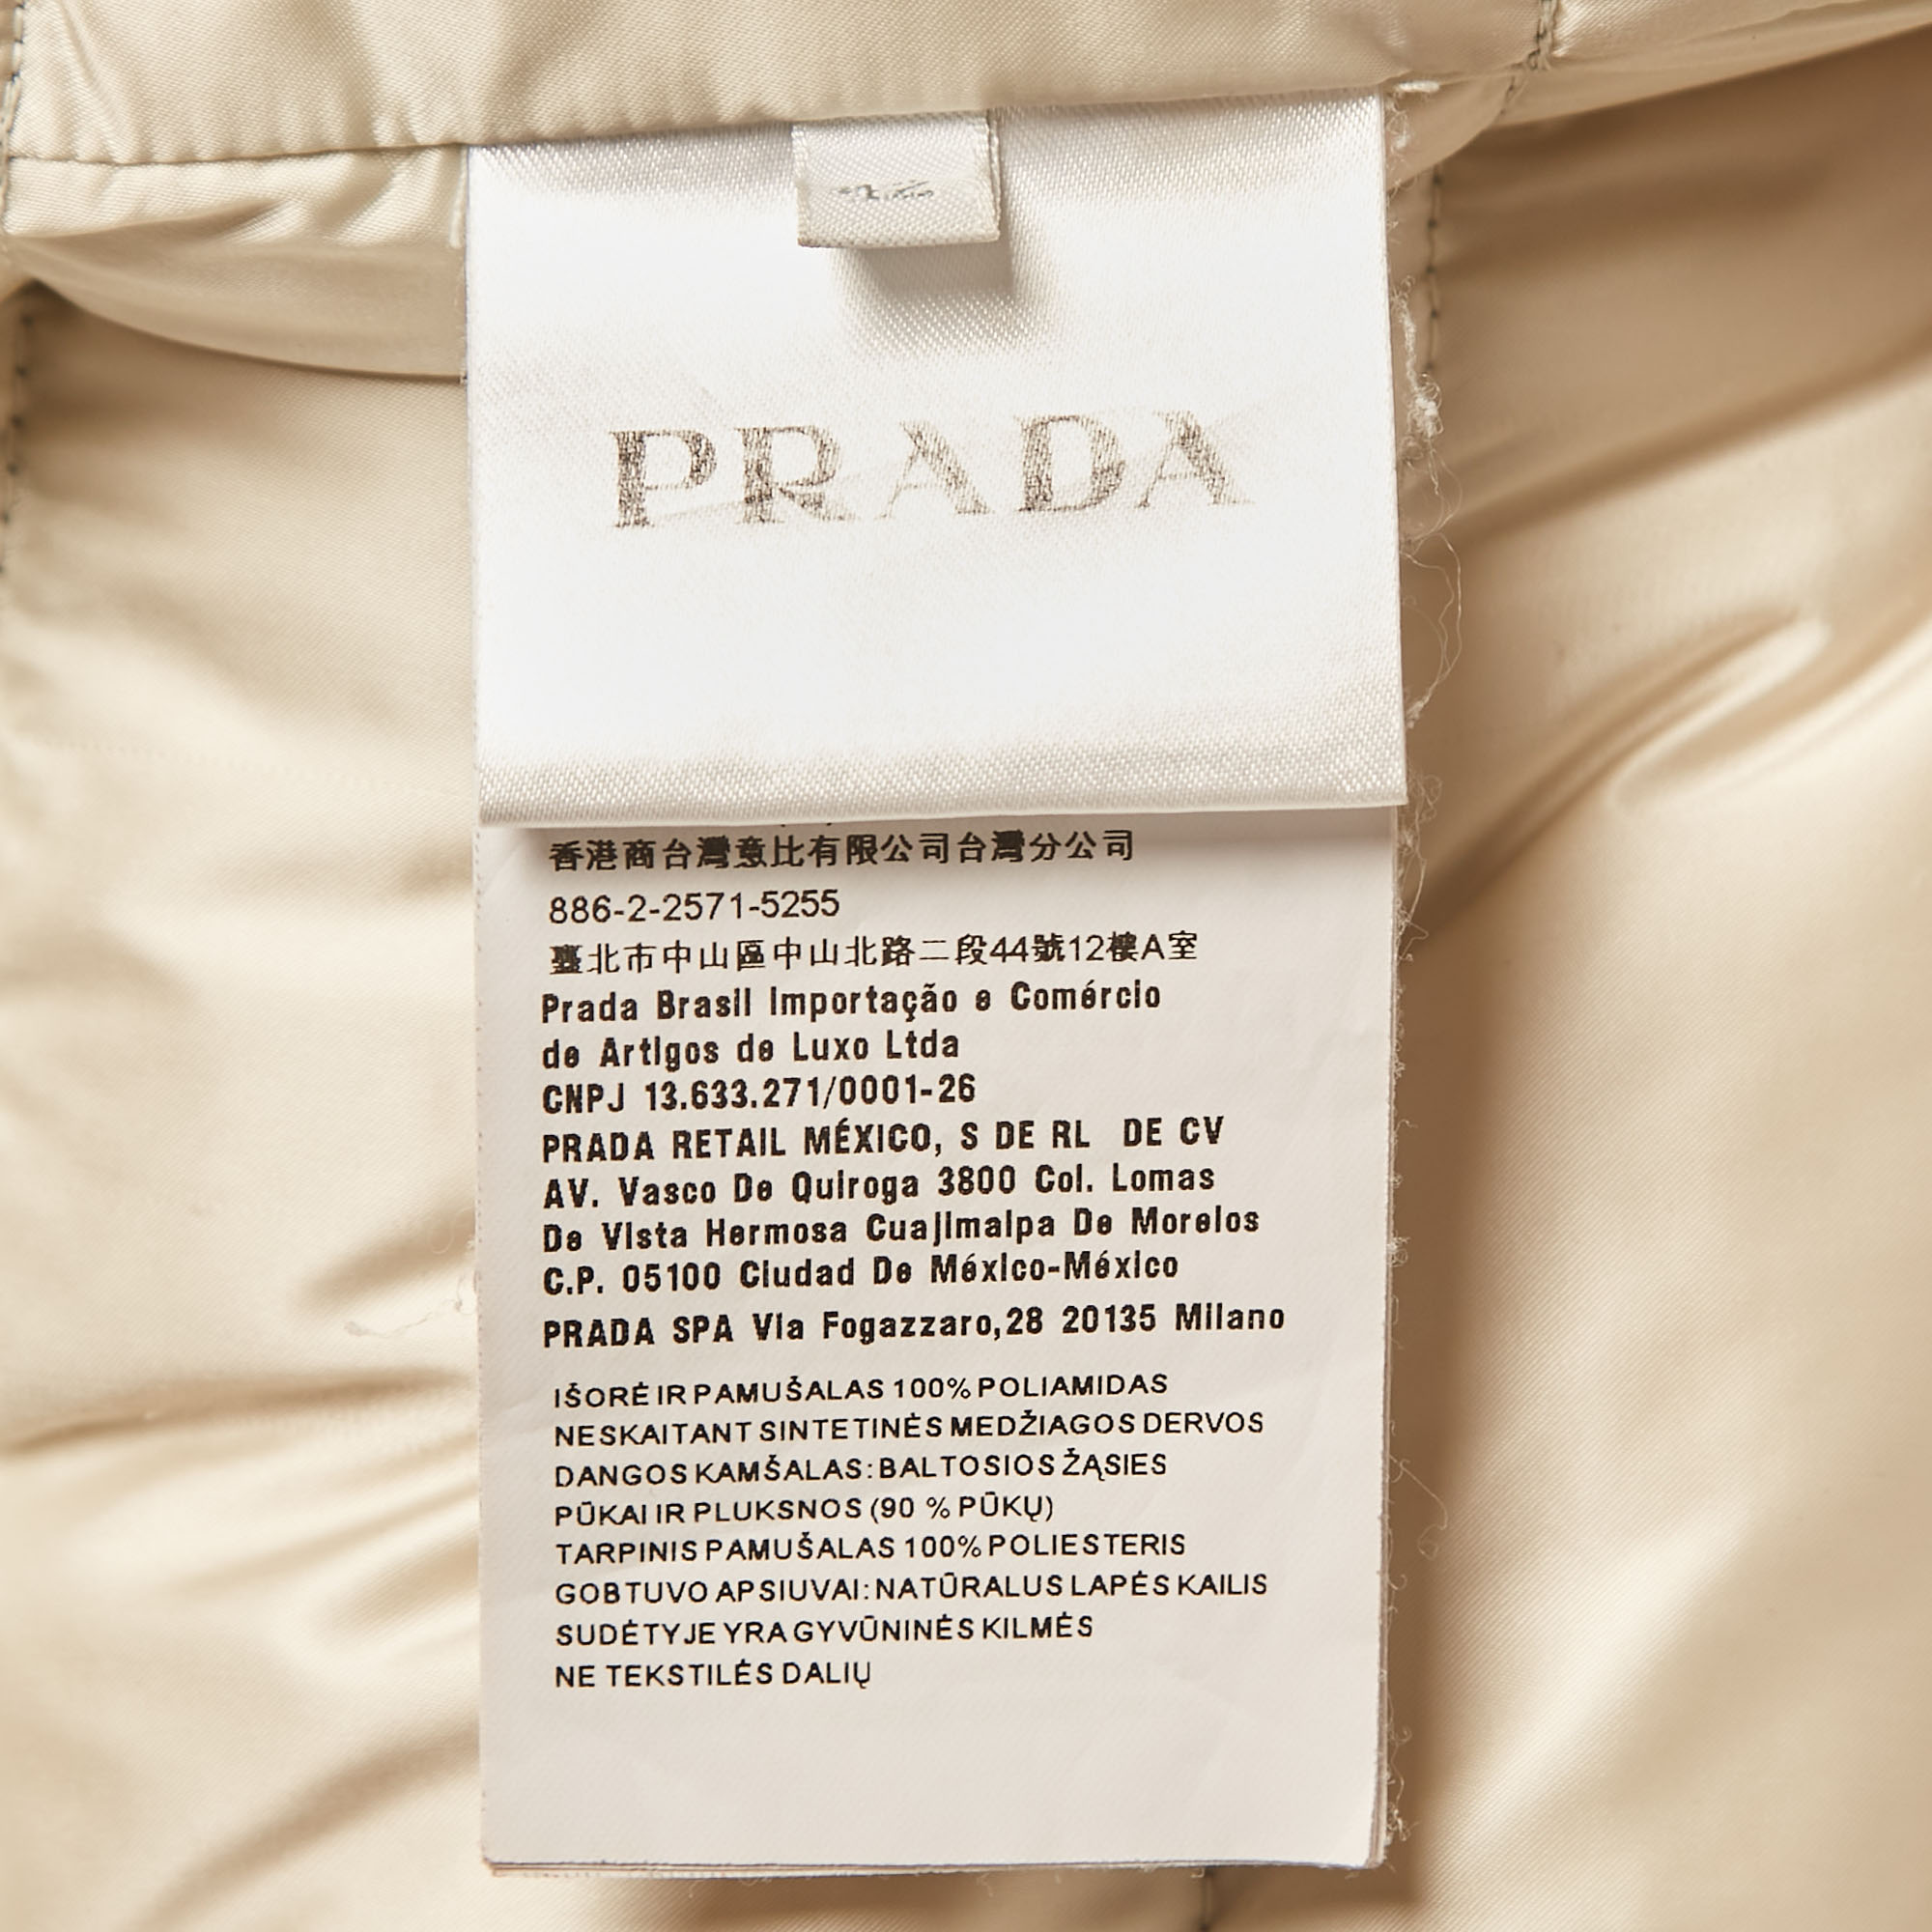 PRADA
香港商台灣意比有限公司台灣分公司
886-2-2571-5255
臺北市中山區中山北路二段44號12樓A室
Prada Brasil Importação e Comércio
de Artigos de Luxo Ltda
CNPJ 13.633.271/0001-26
PRADA RETAIL MÉXICO, S DE RL DE CV
AV. Vasco De Quiroga 3800 Col. Lomas
De Vista Hermosa Cuajimalpa De Morelos
C.P. 05100 Ciudad De México-México
PRADA SPA Via Fogazzaro,28 20135 Milano
IŠORĖ IR PAMUŠALAS 100% POLIAMIDAS
NESKAITANT SINTETINĖS MEDŽIAGOS DERVOS
DANGOS KAMŠALAS: BALTOSIOS ŽĄSIES
PŪKAI IR PLUKSNOS (90 % PŪKŲ)
TARPINIS PAMUŠALAS 100% POLIESTERIS
GOBTUVO APSIUVAI: NATŪRALUS LAPĖS KAILIS
SUDĖTYJE YRA GYVŪNINĖS KILMĖS
NE TEKSTILĖS DALIŲ